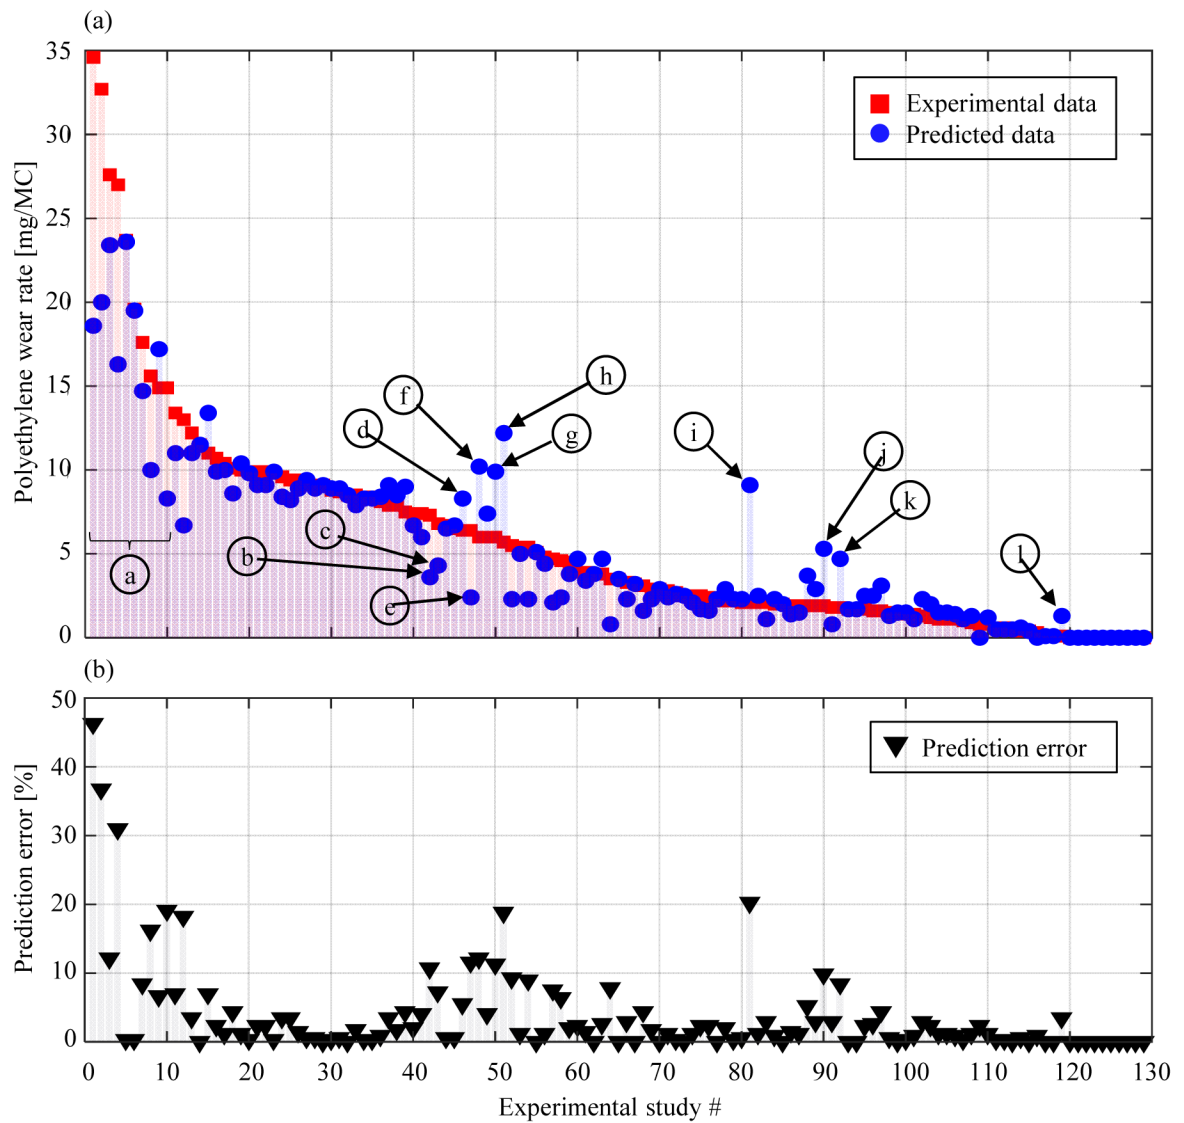 (a)
35
30
25
20
15
10
5
0
Polyethylene wear rate [mg/MC]
Experimental data
Predicted data
a
b
c
d
e
f
g
h
i
j
k
l
(b)
50
40
30
20
10
0
Prediction error [%]
Prediction error
0 10 20 30 40 50 60 70 80 90 100 110 120 130
Experimental study #